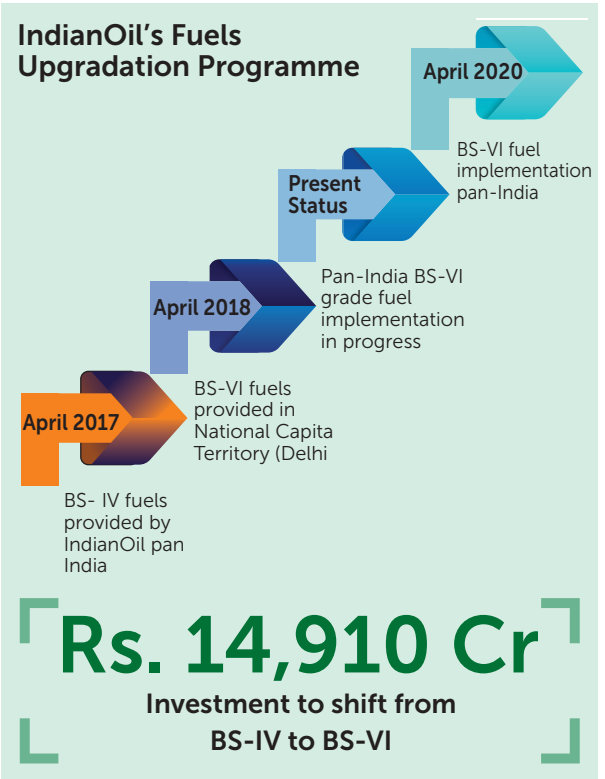 IndianOil's Fuels
Upgradation Programme
April 2020
BS-VI fuel
implementation
pan-India
Present
Status
Pan-India BS-VI
grade fuel
implementation
in progress
April 2018
BS-VI fuels
provided in
National Capita
Territory (Delhi
April 2017
BS- IV fuels
provided by
IndianOil pan
India
Rs. 14,910 Cr
Investment to shift from
BS-IV to BS-VI